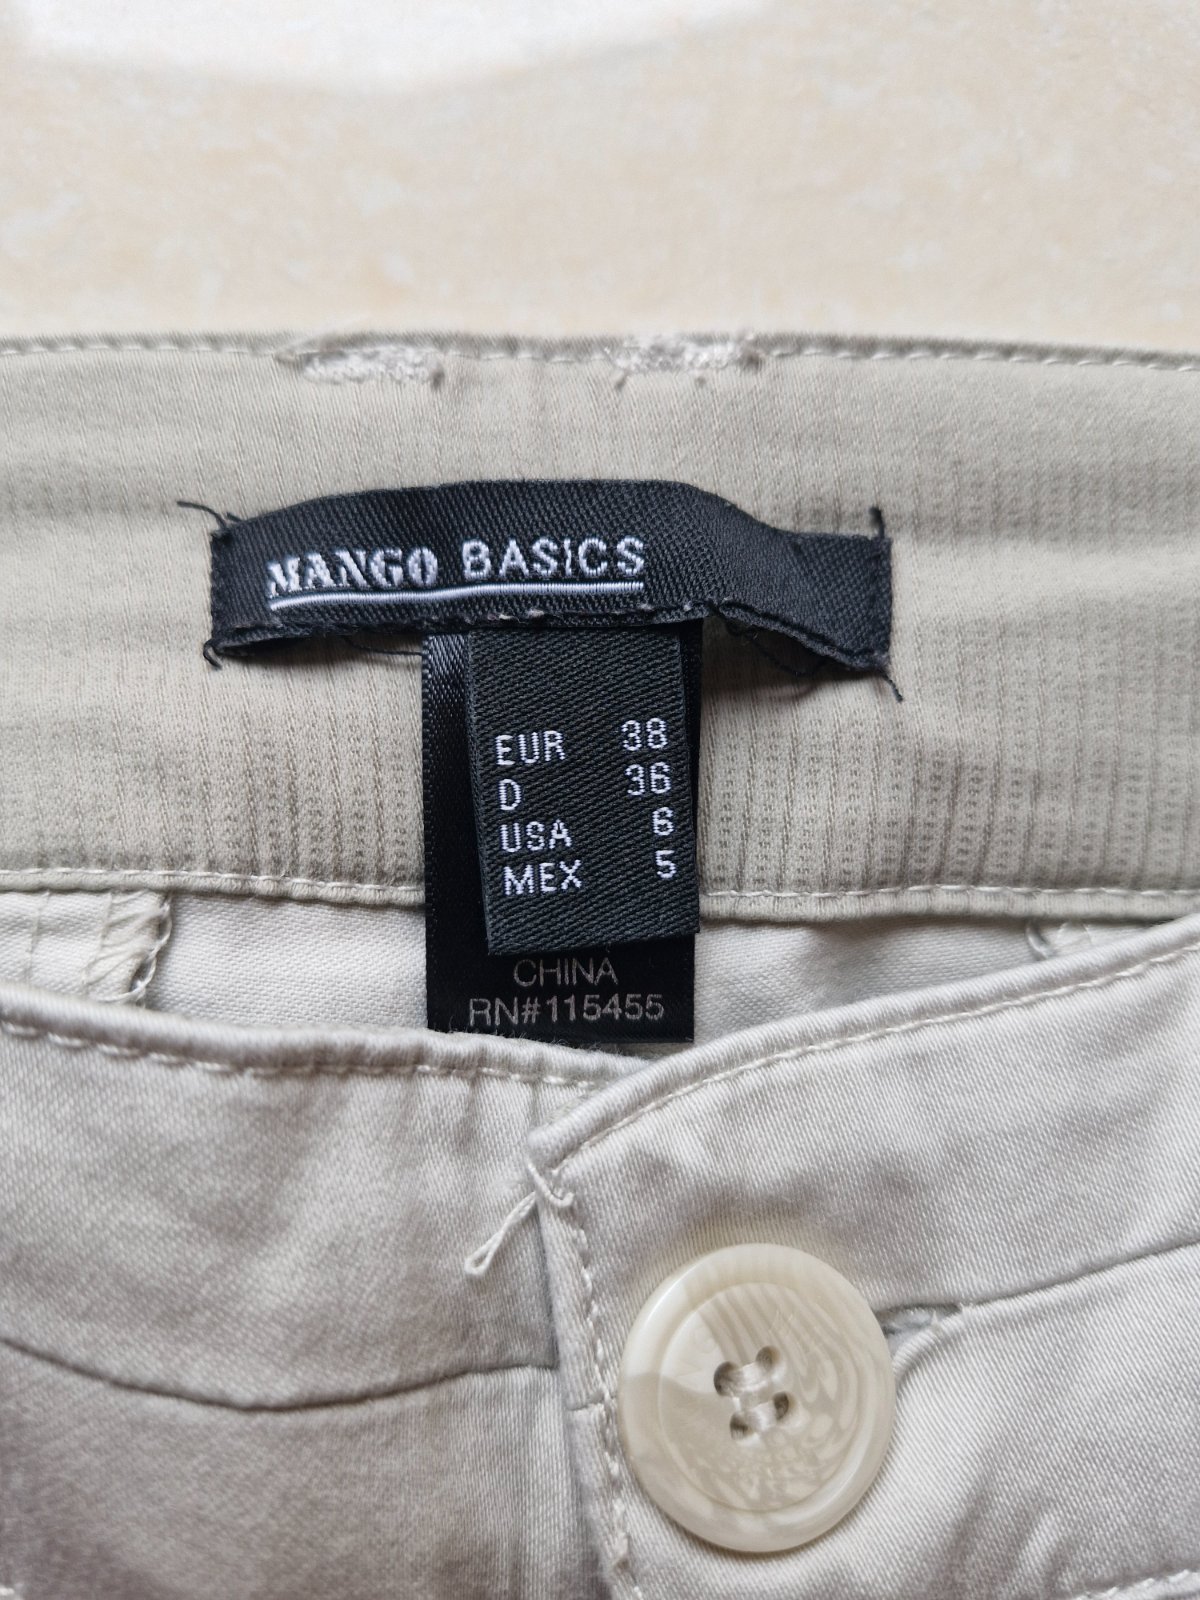 MANGO BASICS
EUR 38
D 36
USA 6
MEX 5
CHINA
RN#115455